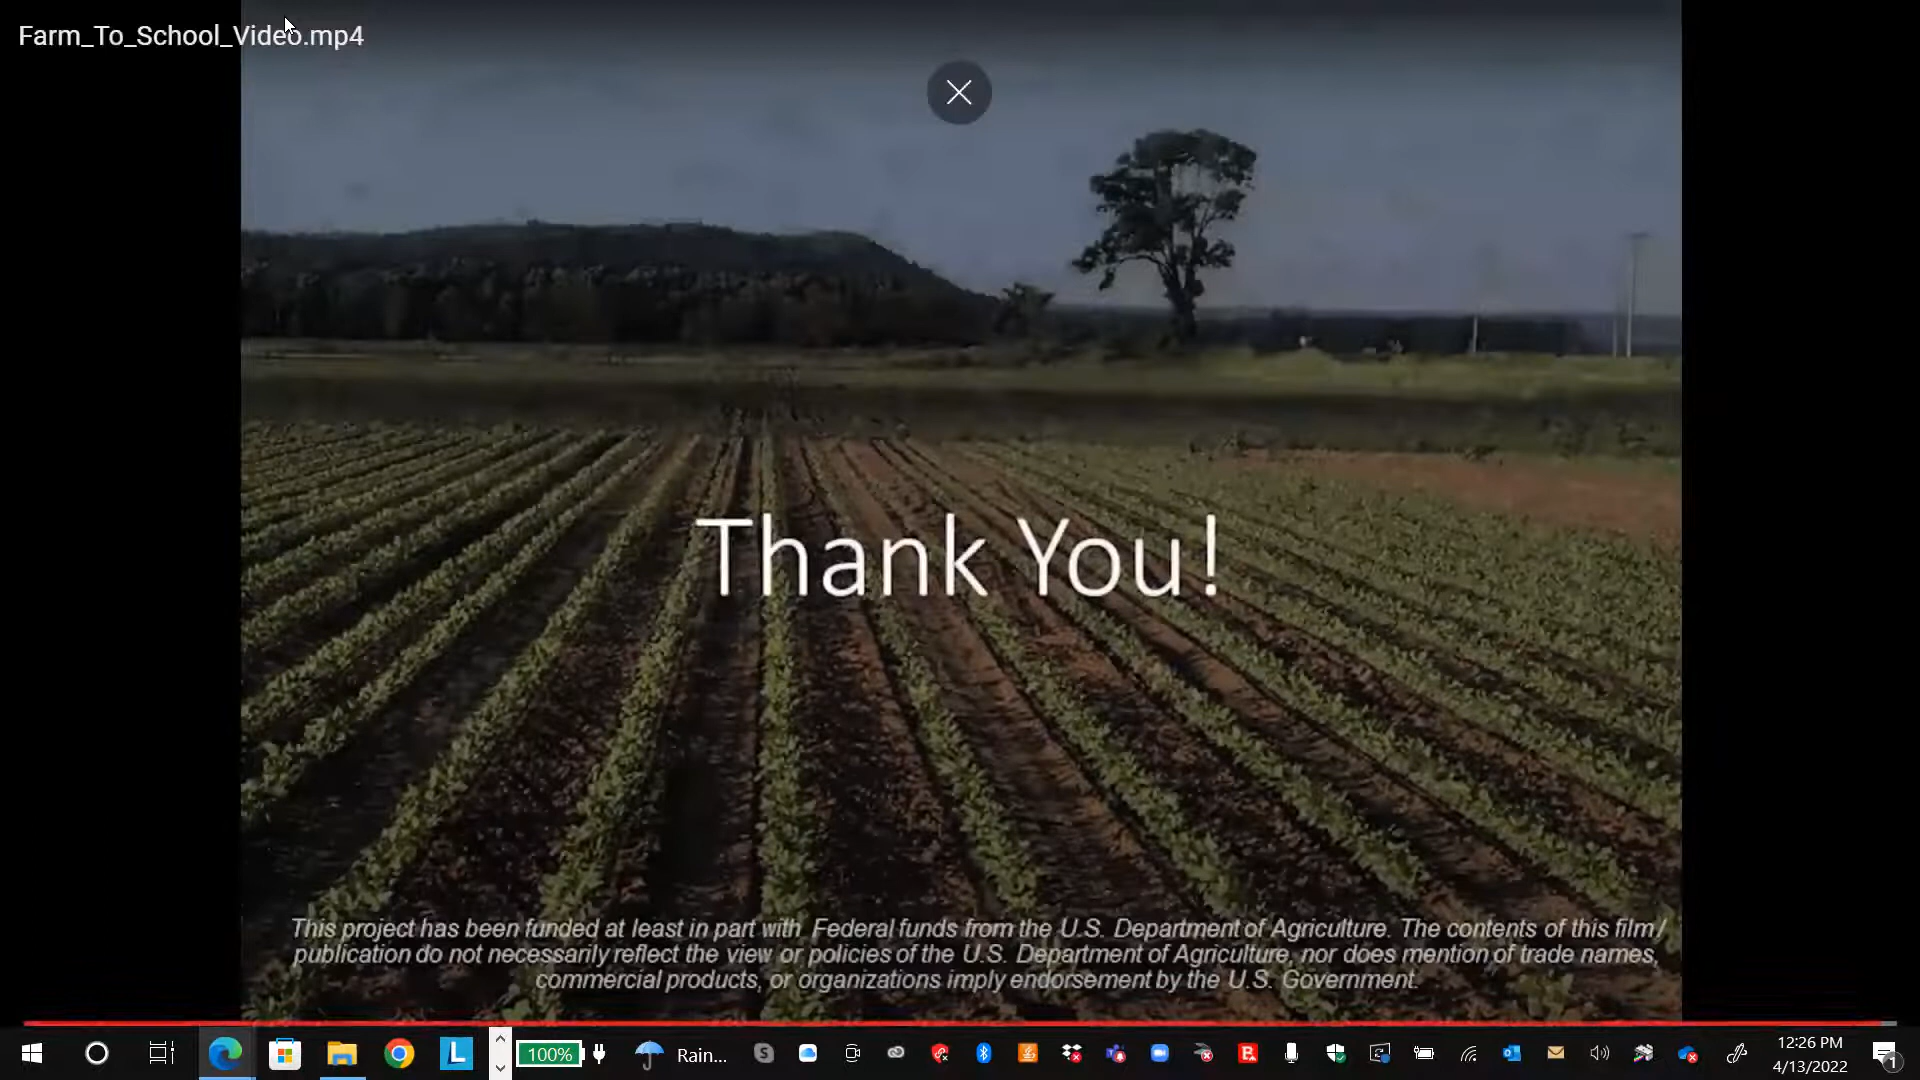 Farm_To_School_Video.mp4
Thank You!
This project has been funded at least in part with Federal funds from the U.S. Department of Agriculture. The contents of this film/
publication do not necessarily reflect the view or policies of the U.S. Department of Agriculture, nor does mention of trade names,
commercial products, or organizations imply endorsement by the U.S. Government.
L
100%
Rain...
12:26 PM
4/13/2022
1